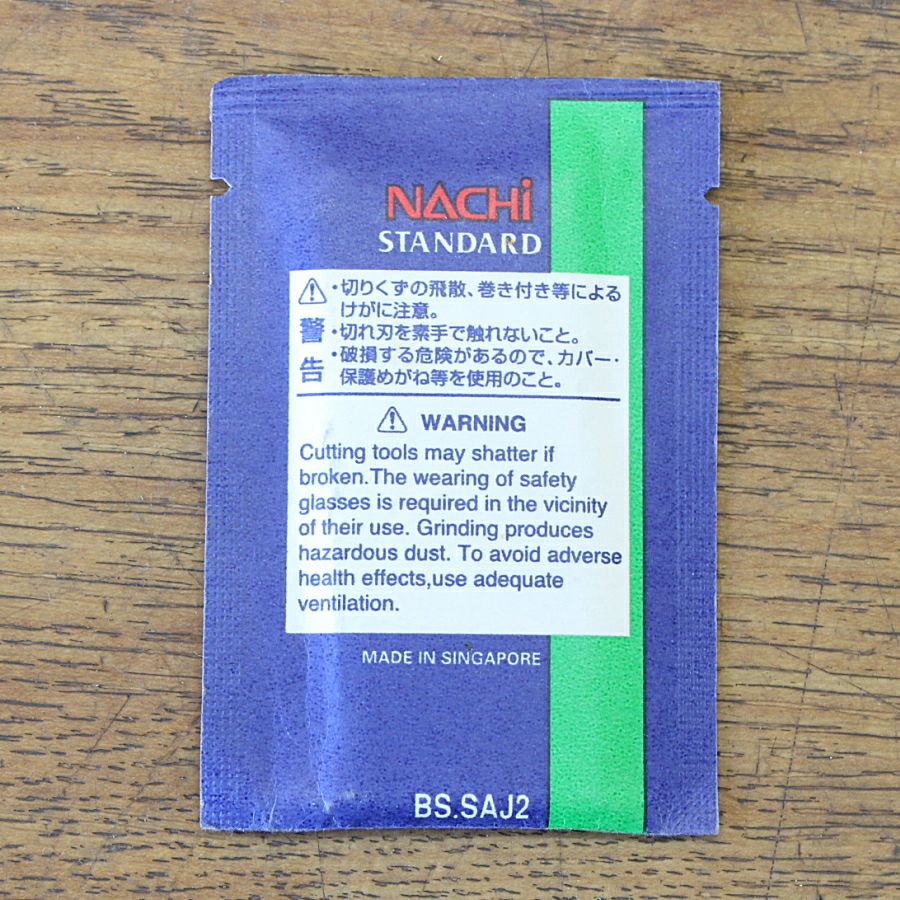 NACHi
STANDARD
⚠ ・切りくずの飛散、巻き付き等による
けがに注意。
警告
・切れ刃を素手で触れないこと。
・破損する危険があるので、カバー・
保護めがね等を使用のこと。
⚠ WARNING
Cutting tools may shatter if
broken.The wearing of safety
glasses is required in the vicinity
of their use. Grinding produces
hazardous dust. To avoid adverse
health effects,use adequate
ventilation.
MADE IN SINGAPORE
BS.SAJ2